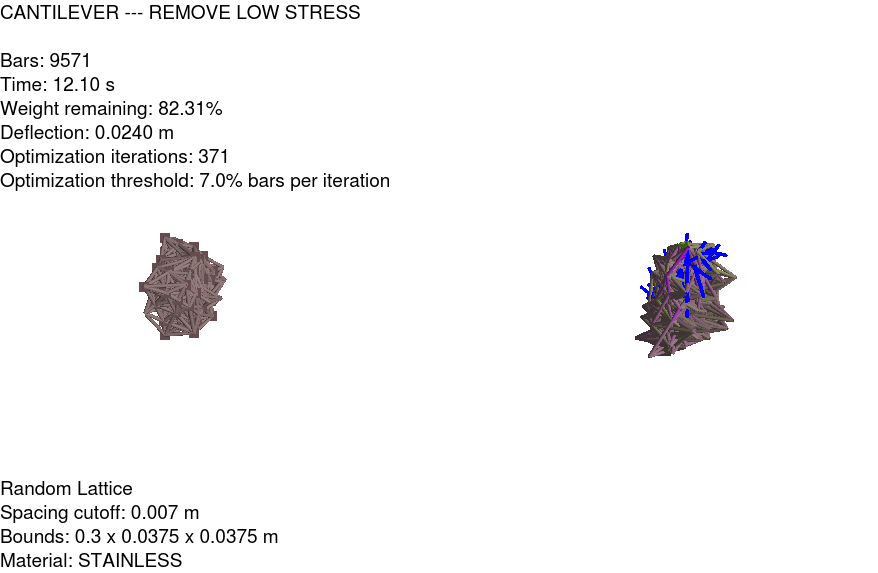 CANTILEVER --- REMOVE LOW STRESS
Bars: 9571
Time: 12.10 s
Weight remaining: 82.31%
Deflection: 0.0240 m
Optimization iterations: 371
Optimization threshold: 7.0% bars per iteration
Random Lattice
Spacing cutoff: 0.007 m
Bounds: 0.3 x 0.0375 x 0.0375 m
Material: STAINLESS